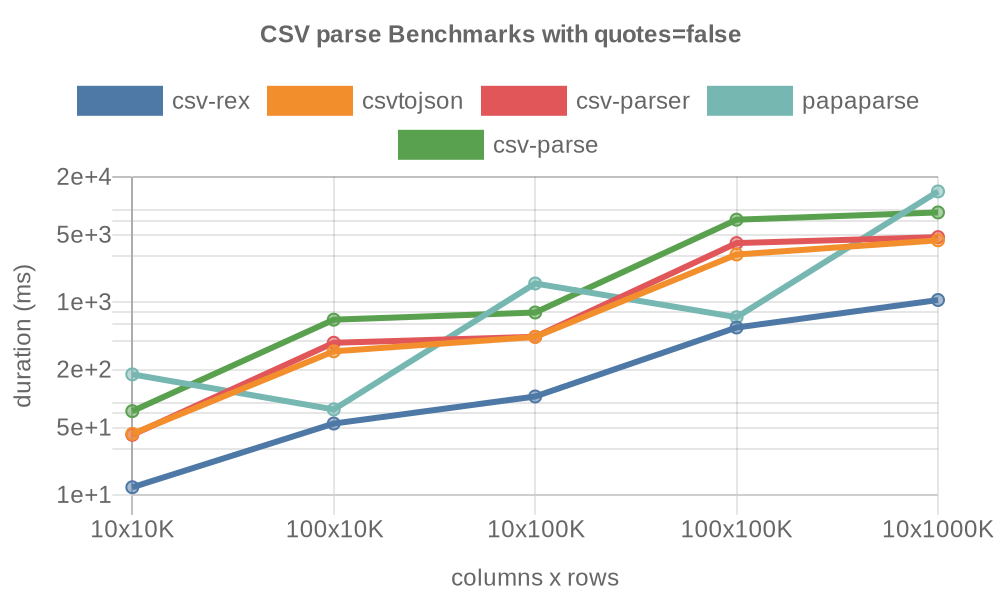 CSV parse Benchmarks with quotes=false
csv-rex csvtojson csv-parser papaparse
csv-parse
2e+4
5e+3
1e+3
2e+2
5e+1
1e+1
duration (ms)
10x10K 100x10K 10x100K 100x100K 10x1000K
columns x rows